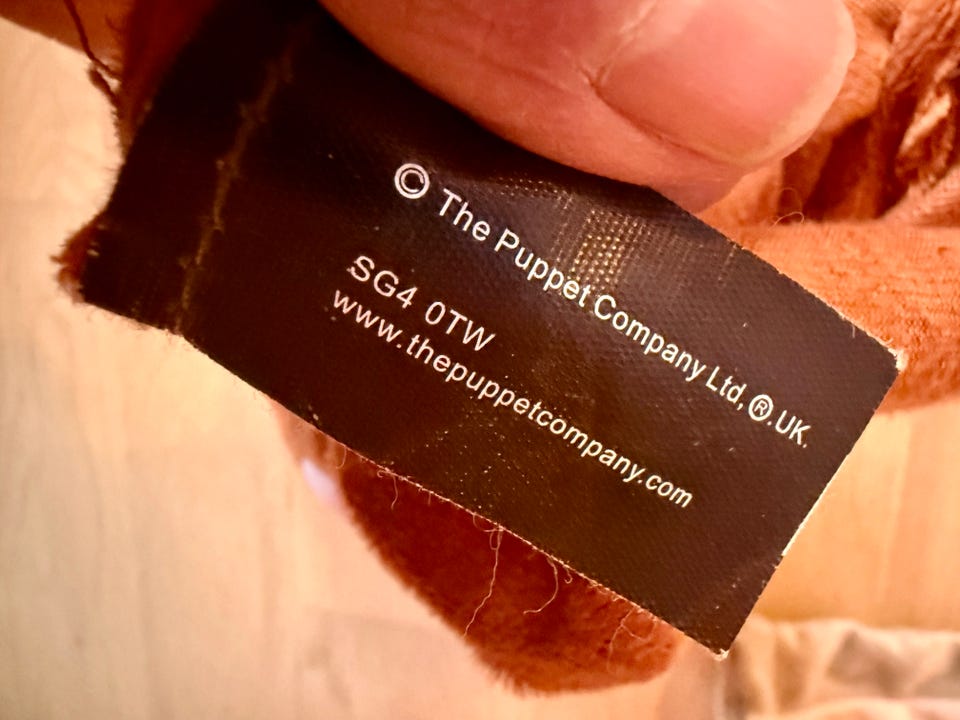 © The Puppet Company Ltd, ®.UK.
SG4 0TW
www.thepuppetcompany.com